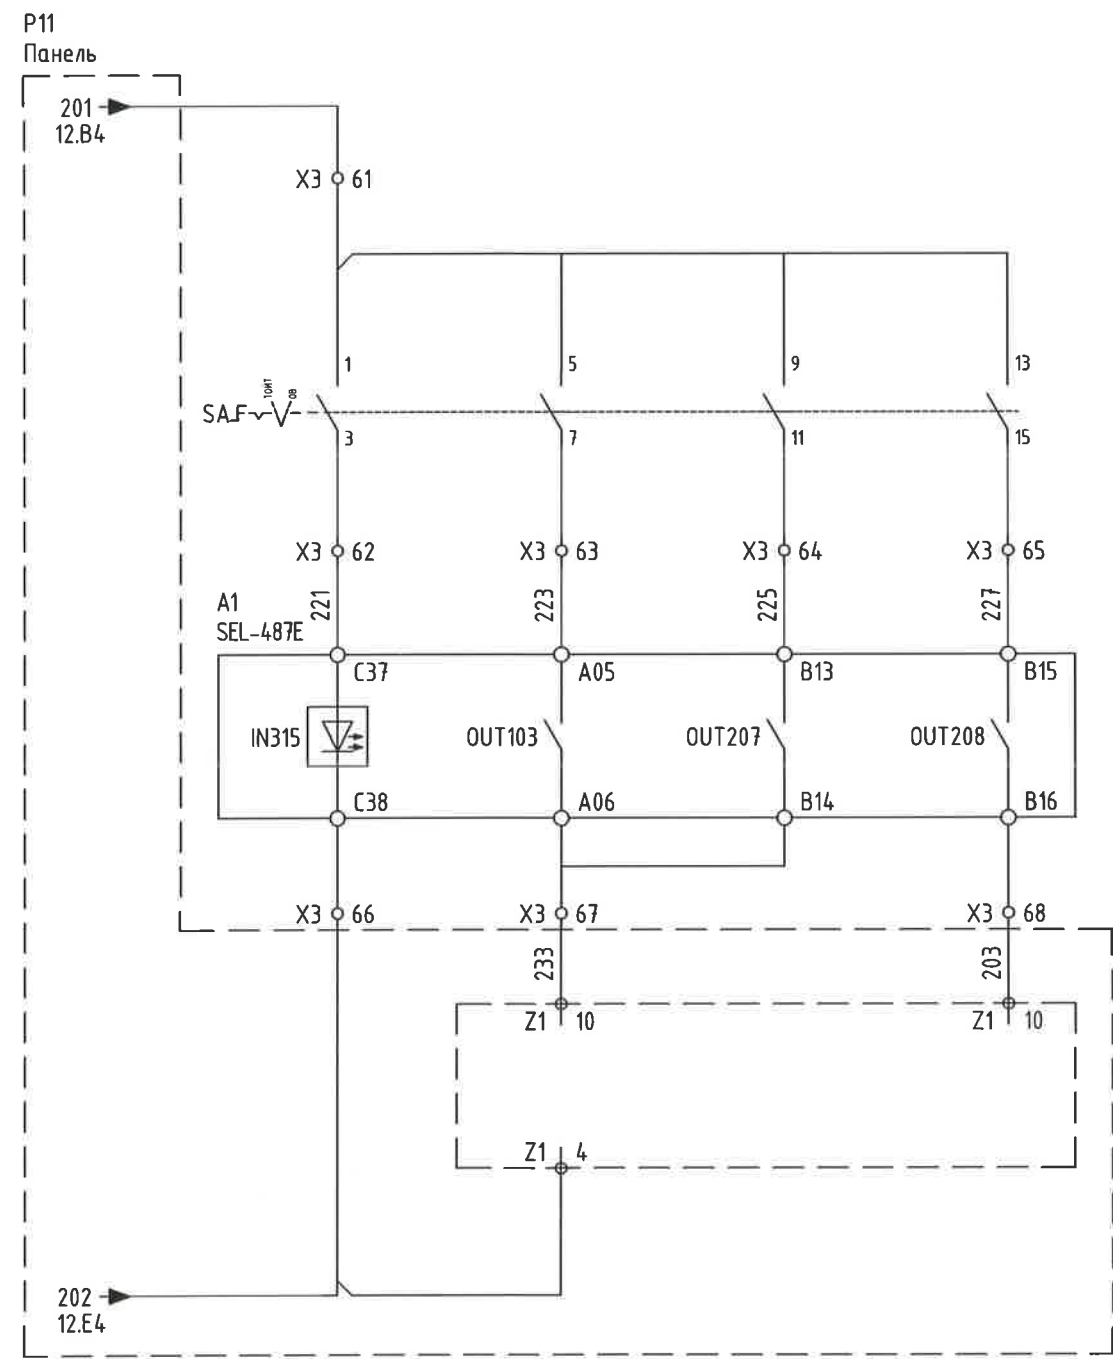 P11
Панель
201
12.B4
X3 61
1 5 9 13
SA_F
3 7 11 15
X3 62 X3 63 X3 64 X3 65
221 223 225 227
A1
SEL-487E
C37 A05 B13 B15
IN315 OUT103 OUT207 OUT208
C38 A06 B14 B16
X3 66 X3 67 X3 68
233 203
Z1 10 Z1 10
Z1 4
202
12.E4